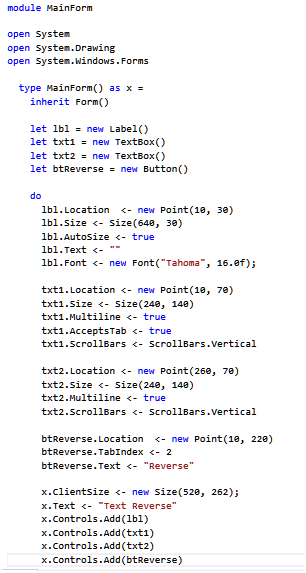 module MainForm
open System
open System.Drawing
open System.Windows.Forms
type MainForm() as x =
inherit Form()
let lbl = new Label()
let txt1 = new TextBox()
let txt2 = new TextBox()
let btReverse = new Button()
do
lbl.Location  <- new Point(10, 30)
lbl.Size <- Size(640, 30)
lbl.AutoSize <- true
lbl.Text <- ""
lbl.Font <- new Font("Tahoma", 16.0f);
txt1.Location <- new Point(10, 70)
txt1.Size <- Size(240, 140)
txt1.Multiline <- true
txt1.AcceptsTab <- true
txt1.ScrollBars <- ScrollBars.Vertical
txt2.Location <- new Point(260, 70)
txt2.Size <- Size(240, 140)
txt2.Multiline <- true
txt2.ScrollBars <- ScrollBars.Vertical
btReverse.Location  <- new Point(10, 220)
btReverse.TabIndex <- 2
btReverse.Text <- "Reverse"
x.ClientSize <- new Size(520, 262);
x.Text <- "Text Reverse"
x.Controls.Add(lbl)
x.Controls.Add(txt1)
x.Controls.Add(txt2)
x.Controls.Add(btReverse)